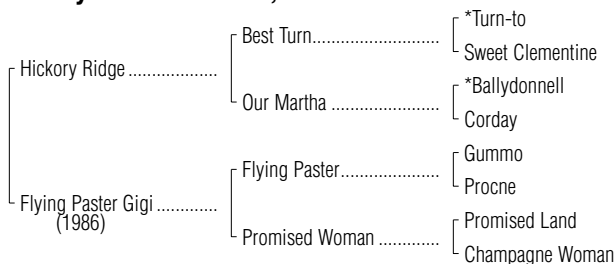 *Turn-to
Best Turn
Sweet Clementine
Hickory Ridge
*Ballydonnell
Our Martha
Corday
Gummo
Flying Paster
Procne
Flying Paster Gigi
(1986)
Promised Land
Promised Woman
Champagne Woman